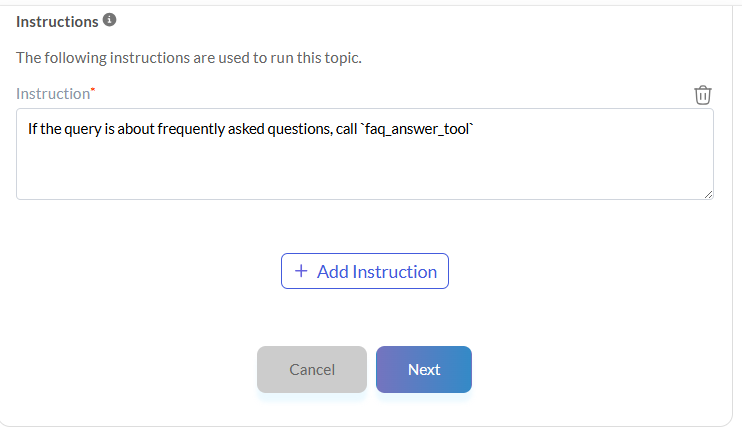 Instructions
The following instructions are used to run this topic.
Instruction*
If the query is about frequently asked questions, call `faq_answer_tool`
+ Add Instruction
Cancel
Next